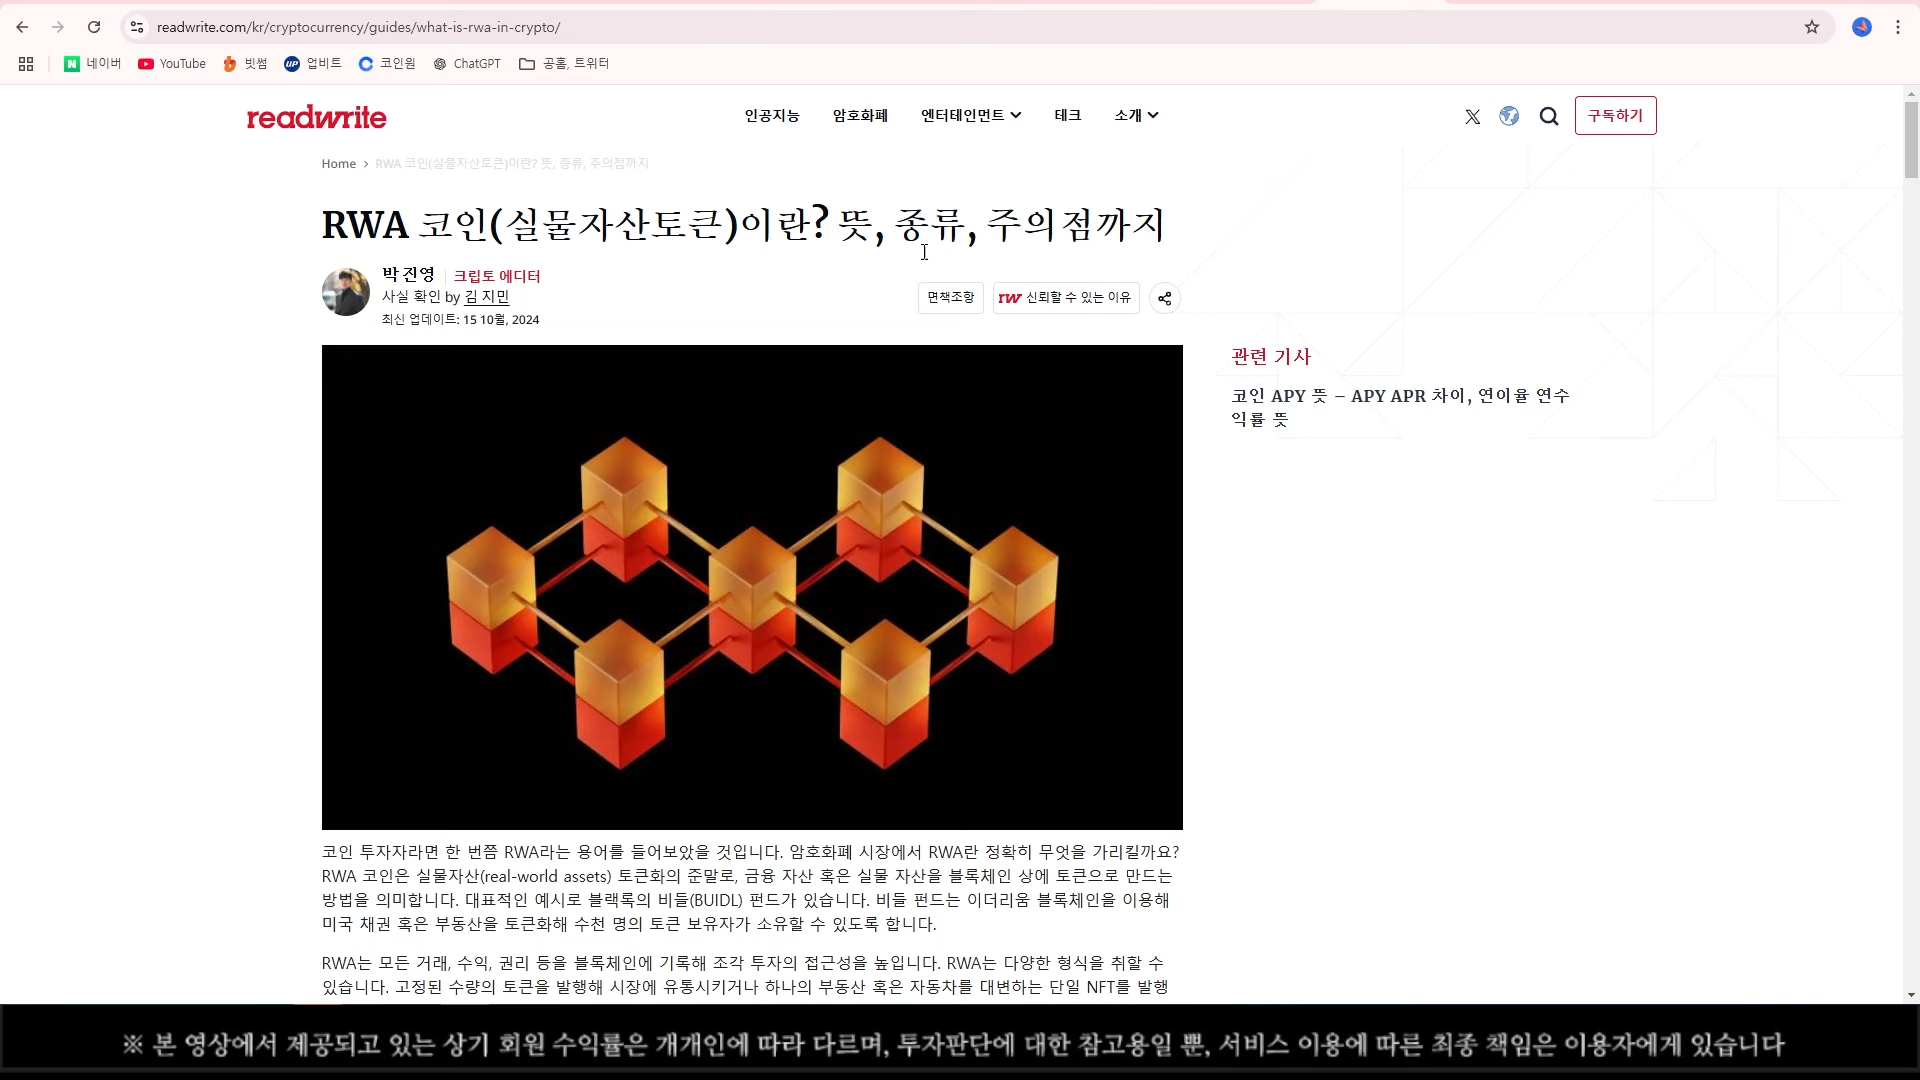 readwrite.com/kr/cryptocurrency/guides/what-is-rwa-in-crypto/
네이버 YouTube 빗썸 업비트 코인원 ChatGPT 공홈, 트위터
readwrite 인공지능 암호화폐 엔터테인먼트 테크 소개 구독하기
Home > RWA 코인(실물자산토큰)이란? 뜻, 종류, 주의점까지
RWA 코인(실물자산토큰)이란? 뜻, 종류, 주의점까지
박 진영 크립토 에디터
사실 확인 by 김 지민
최신 업데이트: 15 10월, 2024
면책조항 rw 신뢰할 수 있는 이유
관련 기사
코인 APY 뜻 – APY APR 차이, 연이율 연수
익률 뜻
코인 투자자라면 한 번쯤 RWA라는 용어를 들어보았을 것입니다. 암호화폐 시장에서 RWA란 정확히 무엇을 가리킬까요?
RWA 코인은 실물자산(real-world assets) 토큰화의 준말로, 금융 자산 혹은 실물 자산을 블록체인 상에 토큰으로 만드는
방법을 의미합니다. 대표적인 예시로 블랙록의 비들(BUIDL) 펀드가 있습니다. 비들 펀드는 이더리움 블록체인을 이용해
미국 채권 혹은 부동산을 토큰화해 수천 명의 토큰 보유자가 소유할 수 있도록 합니다.
RWA는 모든 거래, 수익, 권리 등을 블록체인에 기록해 조각 투자의 접근성을 높입니다. RWA는 다양한 형식을 취할 수
있습니다. 고정된 수량의 토큰을 발행해 시장에 유통시키거나 하나의 부동산 혹은 자동차를 대변하는 단일 NFT를 발행
※ 본 영상에서 제공되고 있는 상기 회원 수익률은 개개인에 따라 다르며, 투자판단에 대한 참고용일 뿐, 서비스 이용에 따른 최종 책임은 이용자에게 있습니다